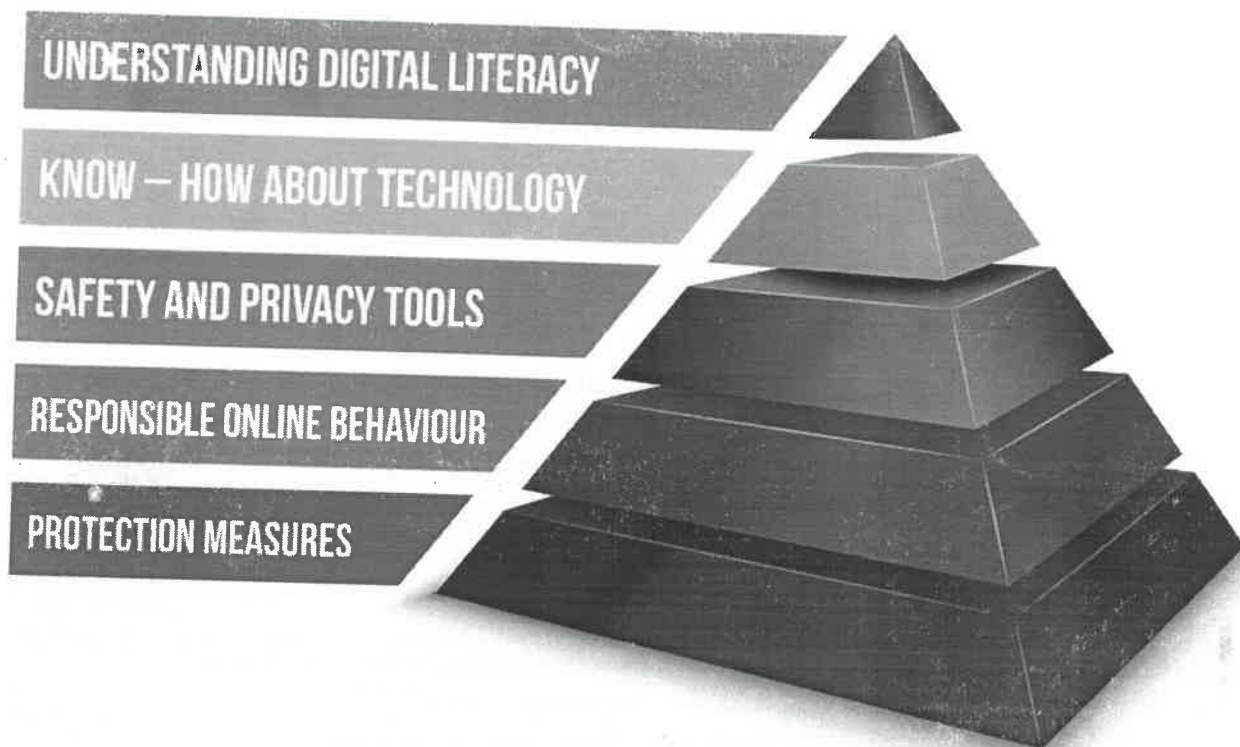 UNDERSTANDING DIGITAL LITERACY
KNOW – HOW ABOUT TECHNOLOGY
SAFETY AND PRIVACY TOOLS
RESPONSIBLE ONLINE BEHAVIOUR
PROTECTION MEASURES